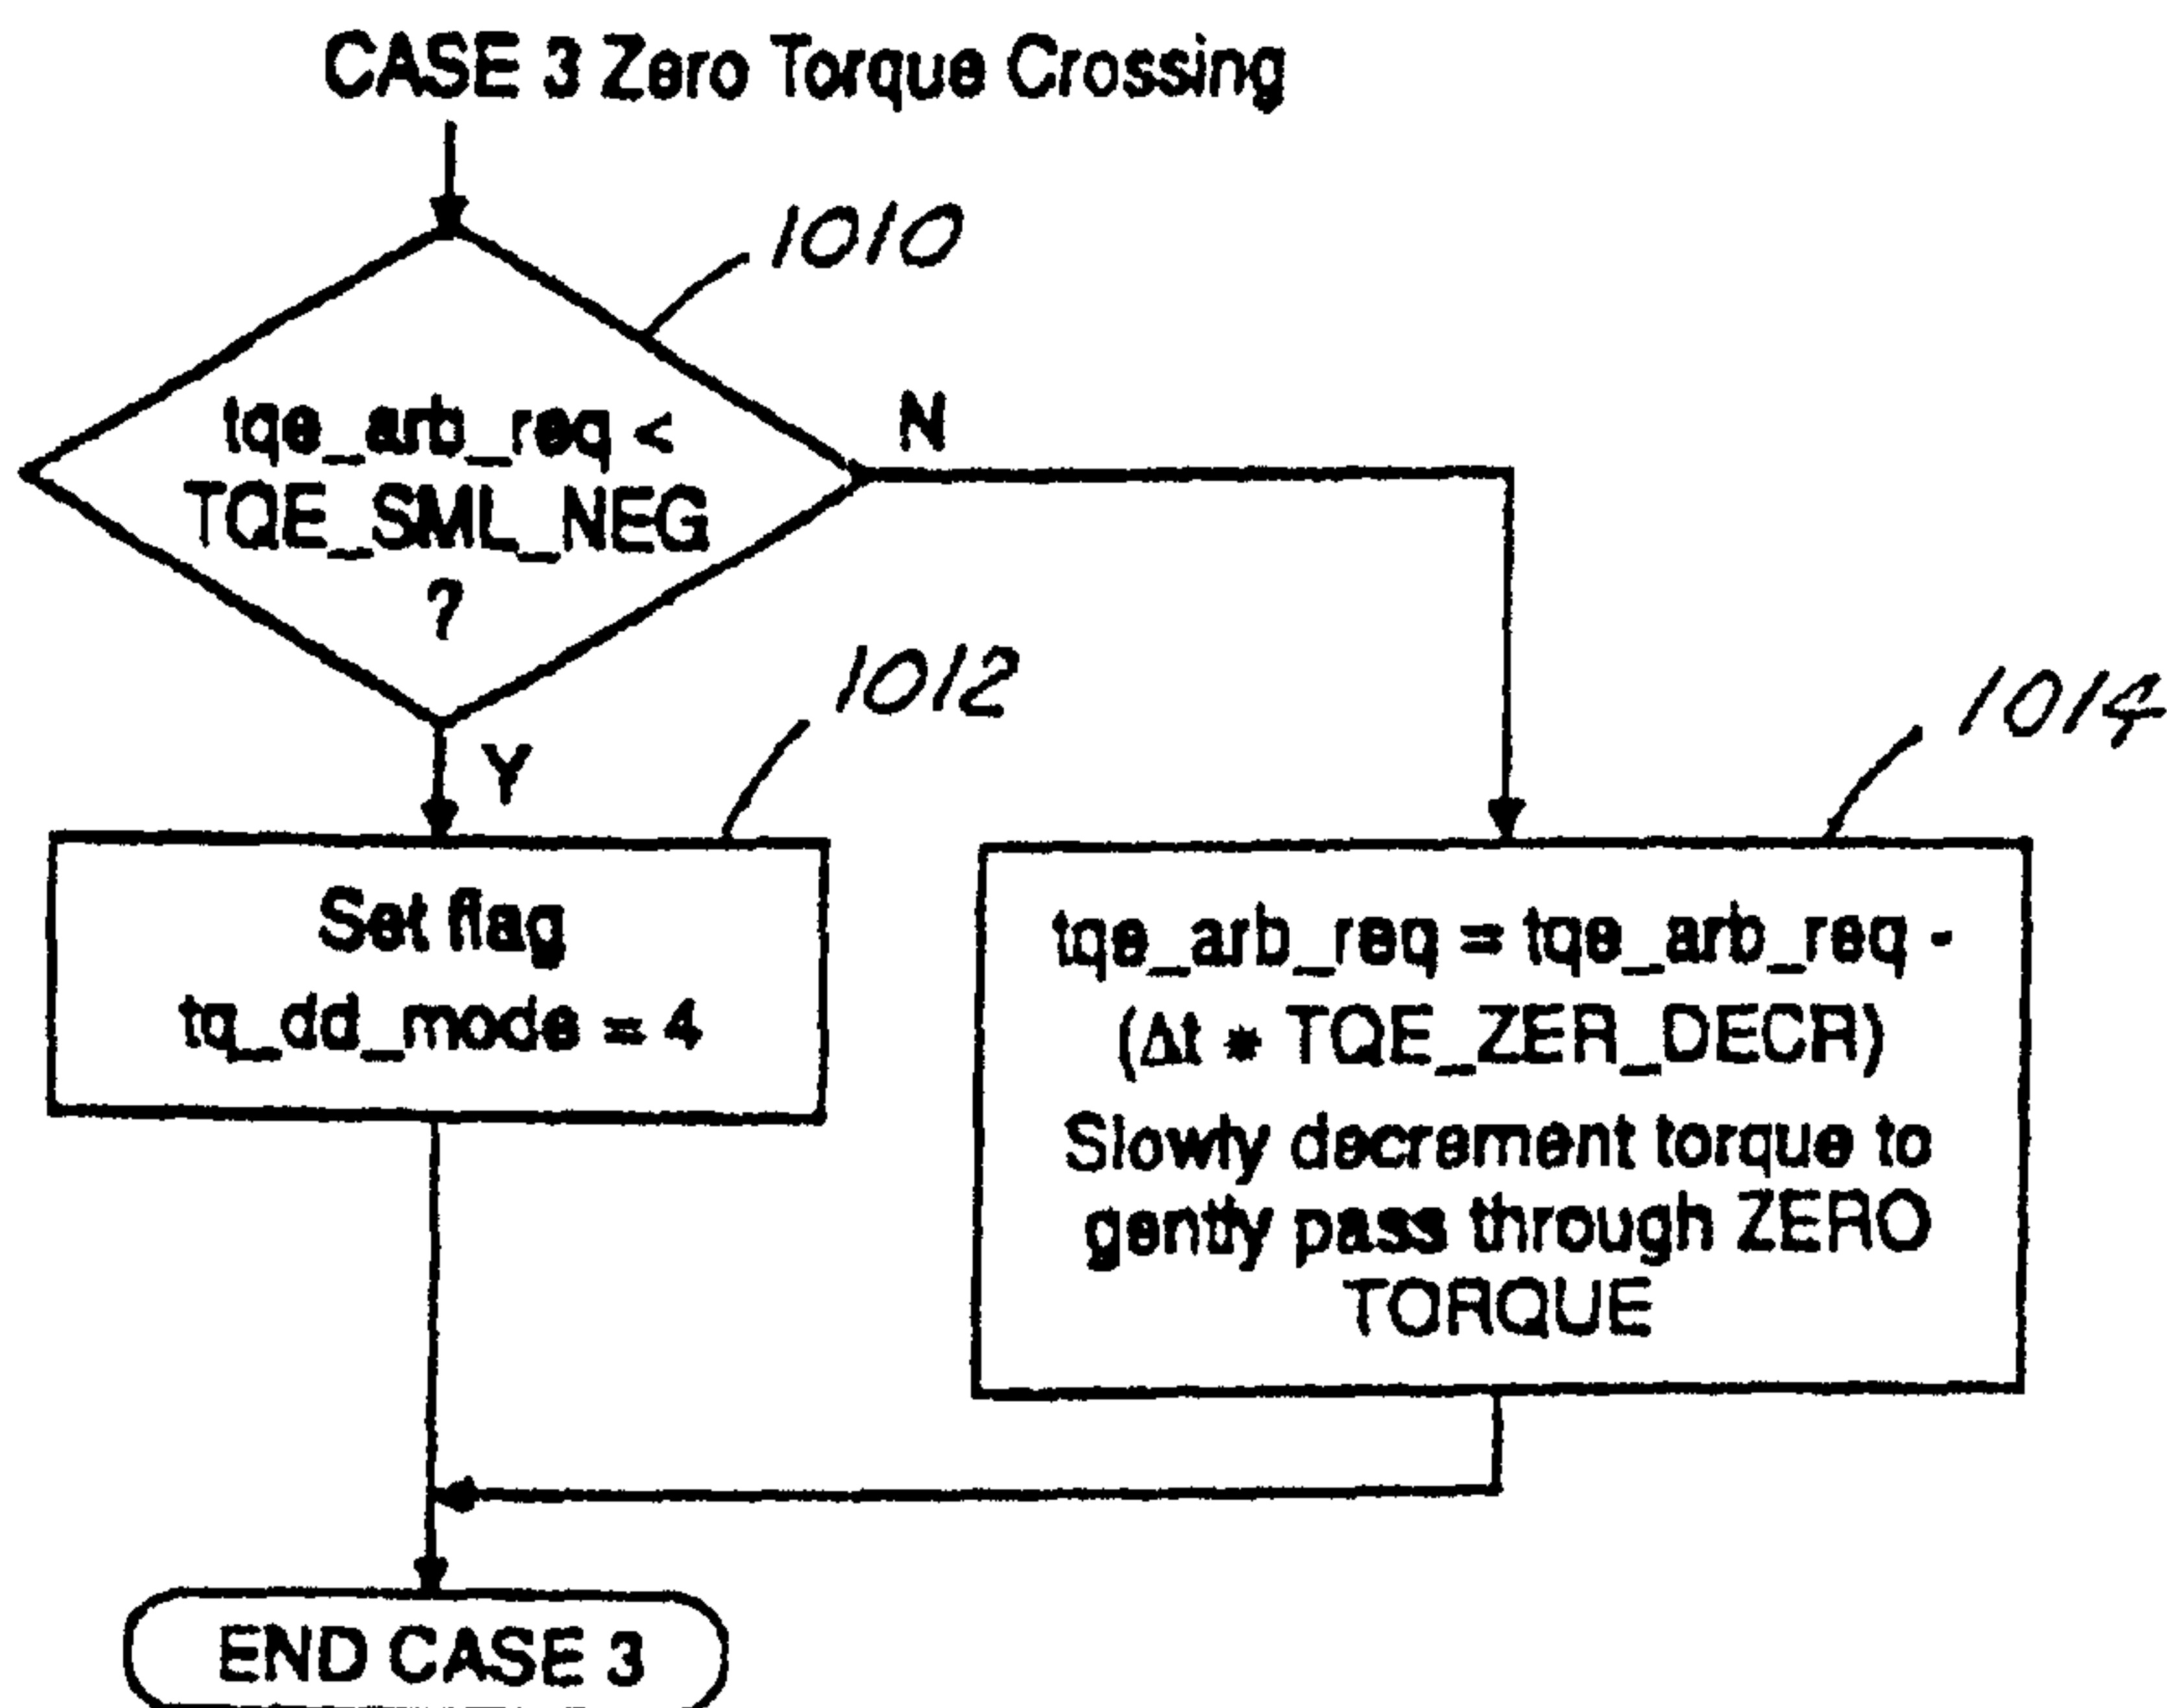 CASE 3 Zero Torque Crossing
1010
tqe_arb_req <
TQE_SML_NEG
?
N
Y
1012
1014
Set flag
tq_dd_mode = 4
tqe_arb_req = tqe_arb_req -
(Δt * TQE_ZER_DECR)
Slowly decrement torque to
gently pass through ZERO
TORQUE
END CASE 3